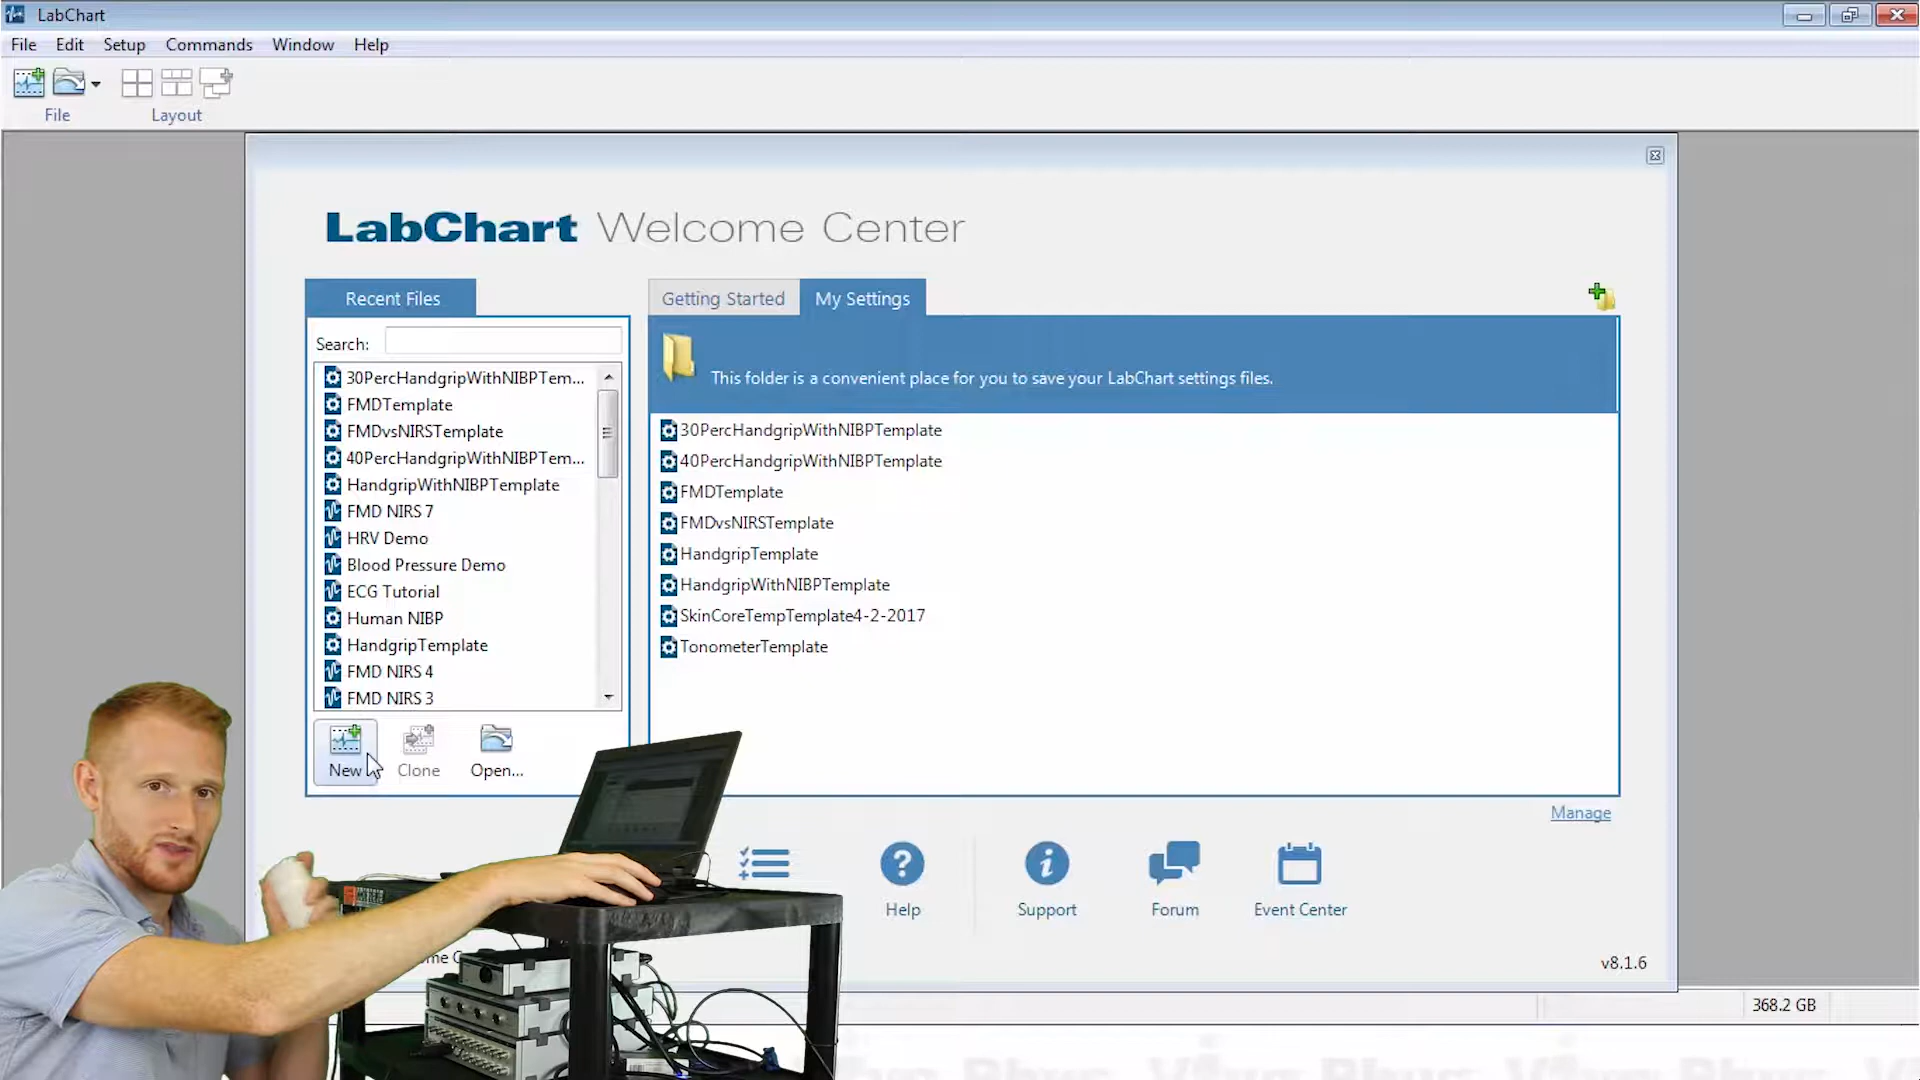 LabChart
File Edit Setup Commands Window Help
File Layout
LabChart Welcome Center
Recent Files
Getting Started My Settings
Search:
This folder is a convenient place for you to save your LabChart settings files.
30PercHandgripWithNIBPTem...
FMDTemplate
FMDvsNIRSTemplate
40PercHandgripWithNIBPTem...
HandgripWithNIBPTemplate
FMD NIRS 7
HRV Demo
Blood Pressure Demo
ECG Tutorial
Human NIBP
HandgripTemplate
FMD NIRS 4
FMD NIRS 3
30PercHandgripWithNIBPTemplate
40PercHandgripWithNIBPTemplate
FMDTemplate
FMDvsNIRSTemplate
HandgripTemplate
HandgripWithNIBPTemplate
SkinCoreTempTemplate4-2-2017
TonometerTemplate
New Clone Open...
Manage
Help Support Forum Event Center
v8.1.6
368.2 GB